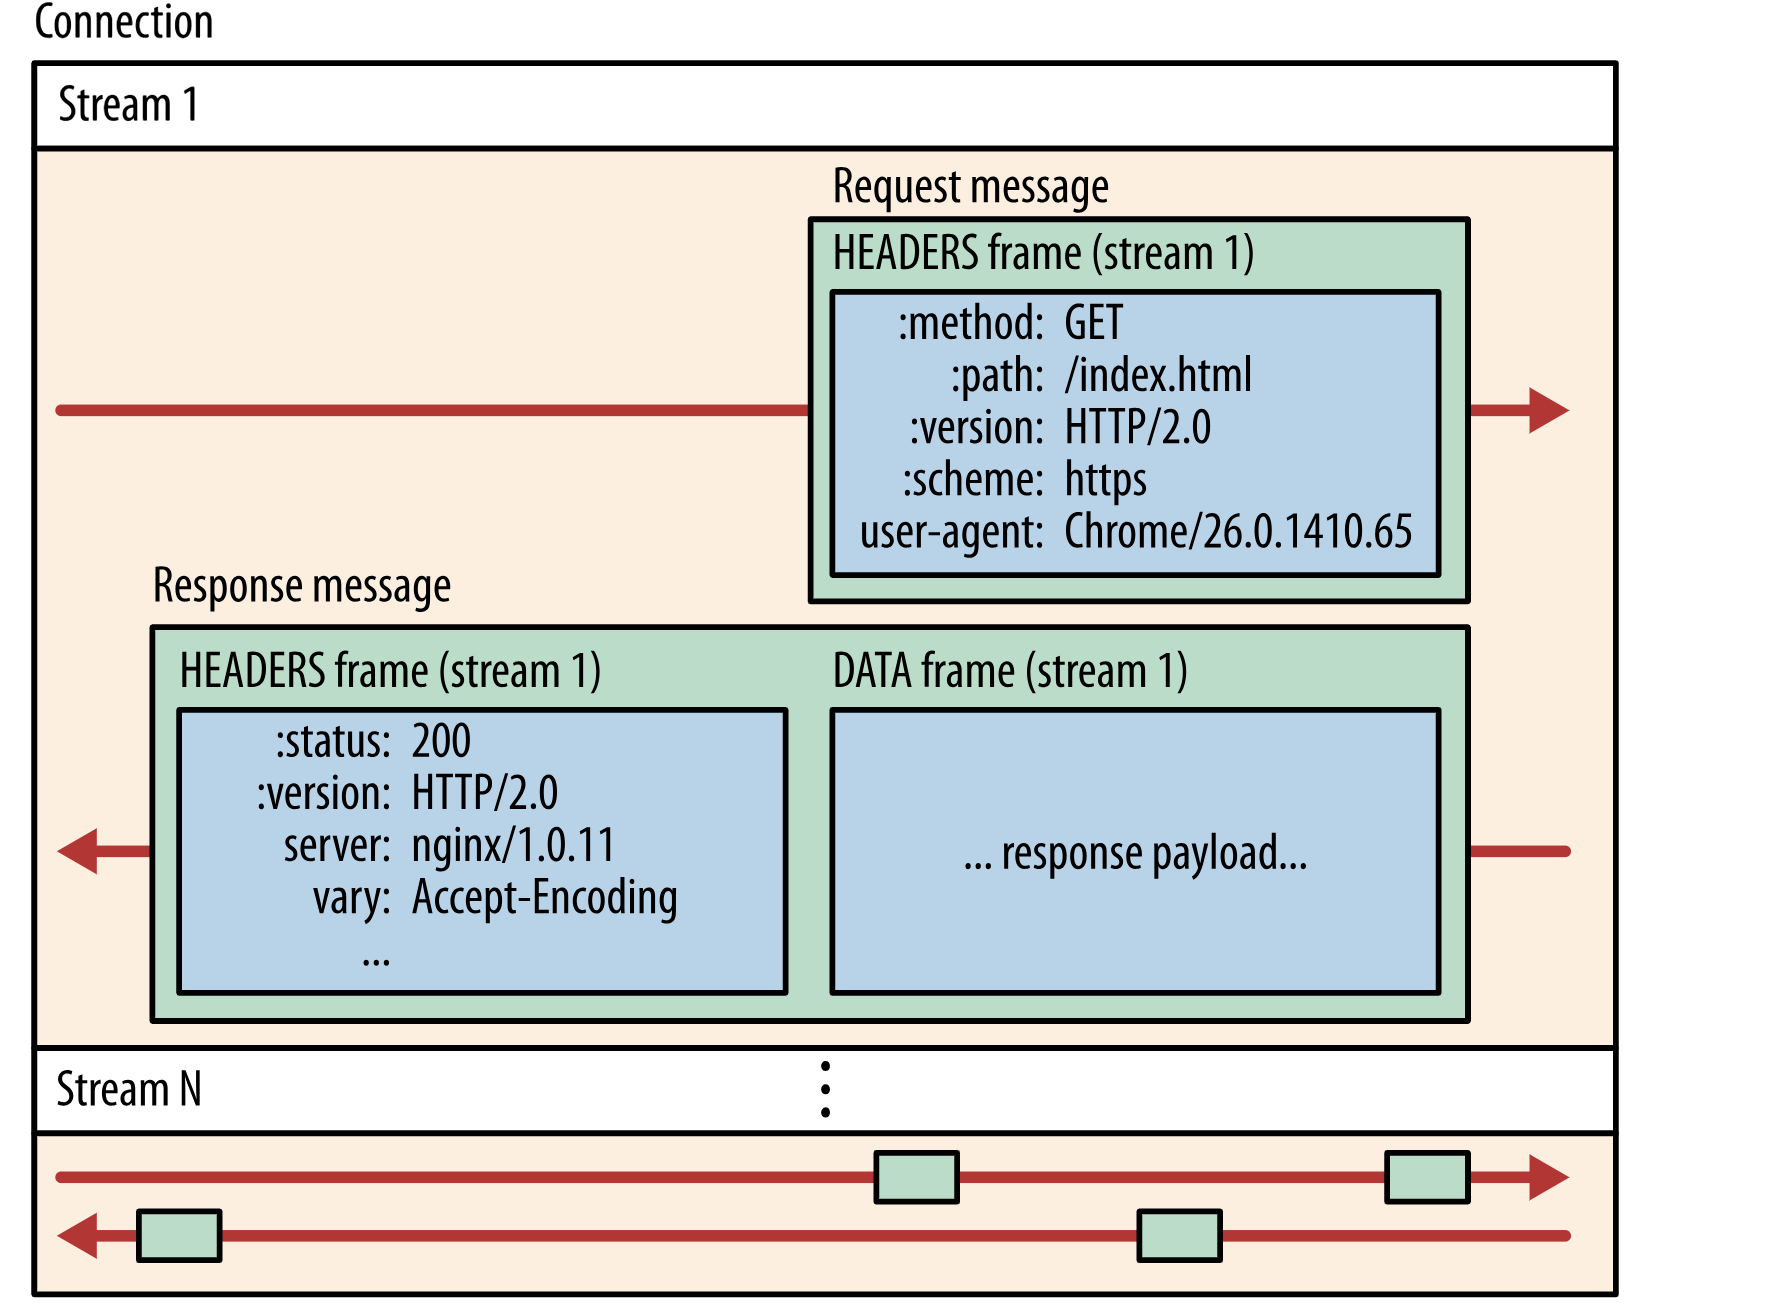 Connection
Stream 1
Request message
HEADERS frame (stream 1)
:method: GET
:path: /index.html
:version: HTTP/2.0
:scheme: https
user-agent: Chrome/26.0.1410.65
Response message
HEADERS frame (stream 1)
:status: 200
:version: HTTP/2.0
server: nginx/1.0.11
vary: Accept-Encoding
...
DATA frame (stream 1)
... response payload...
Stream N